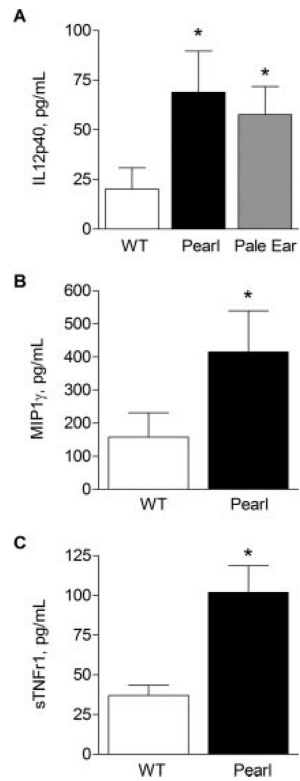 A
IL12p40, pg/mL
100
75
50
25
0
*
*
WT Pearl Pale Ear
B
MIP1γ, pg/mL
600
500
400
300
200
100
0
*
WT Pearl
C
sTNFr1, pg/mL
125
100
75
50
25
0
*
WT Pearl